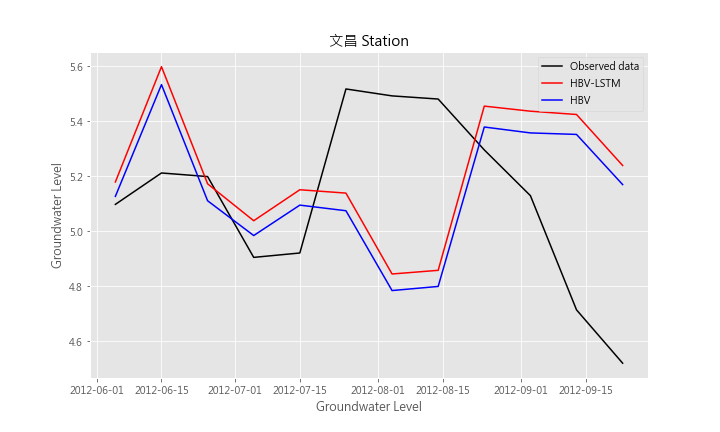 文昌 Station
Observed data
HBV-LSTM
HBV
Groundwater Level
5.6
5.4
5.2
5.0
4.8
4.6
2012-06-01
2012-06-15
2012-07-01
2012-07-15
2012-08-01
2012-08-15
2012-09-01
2012-09-15
Groundwater Level